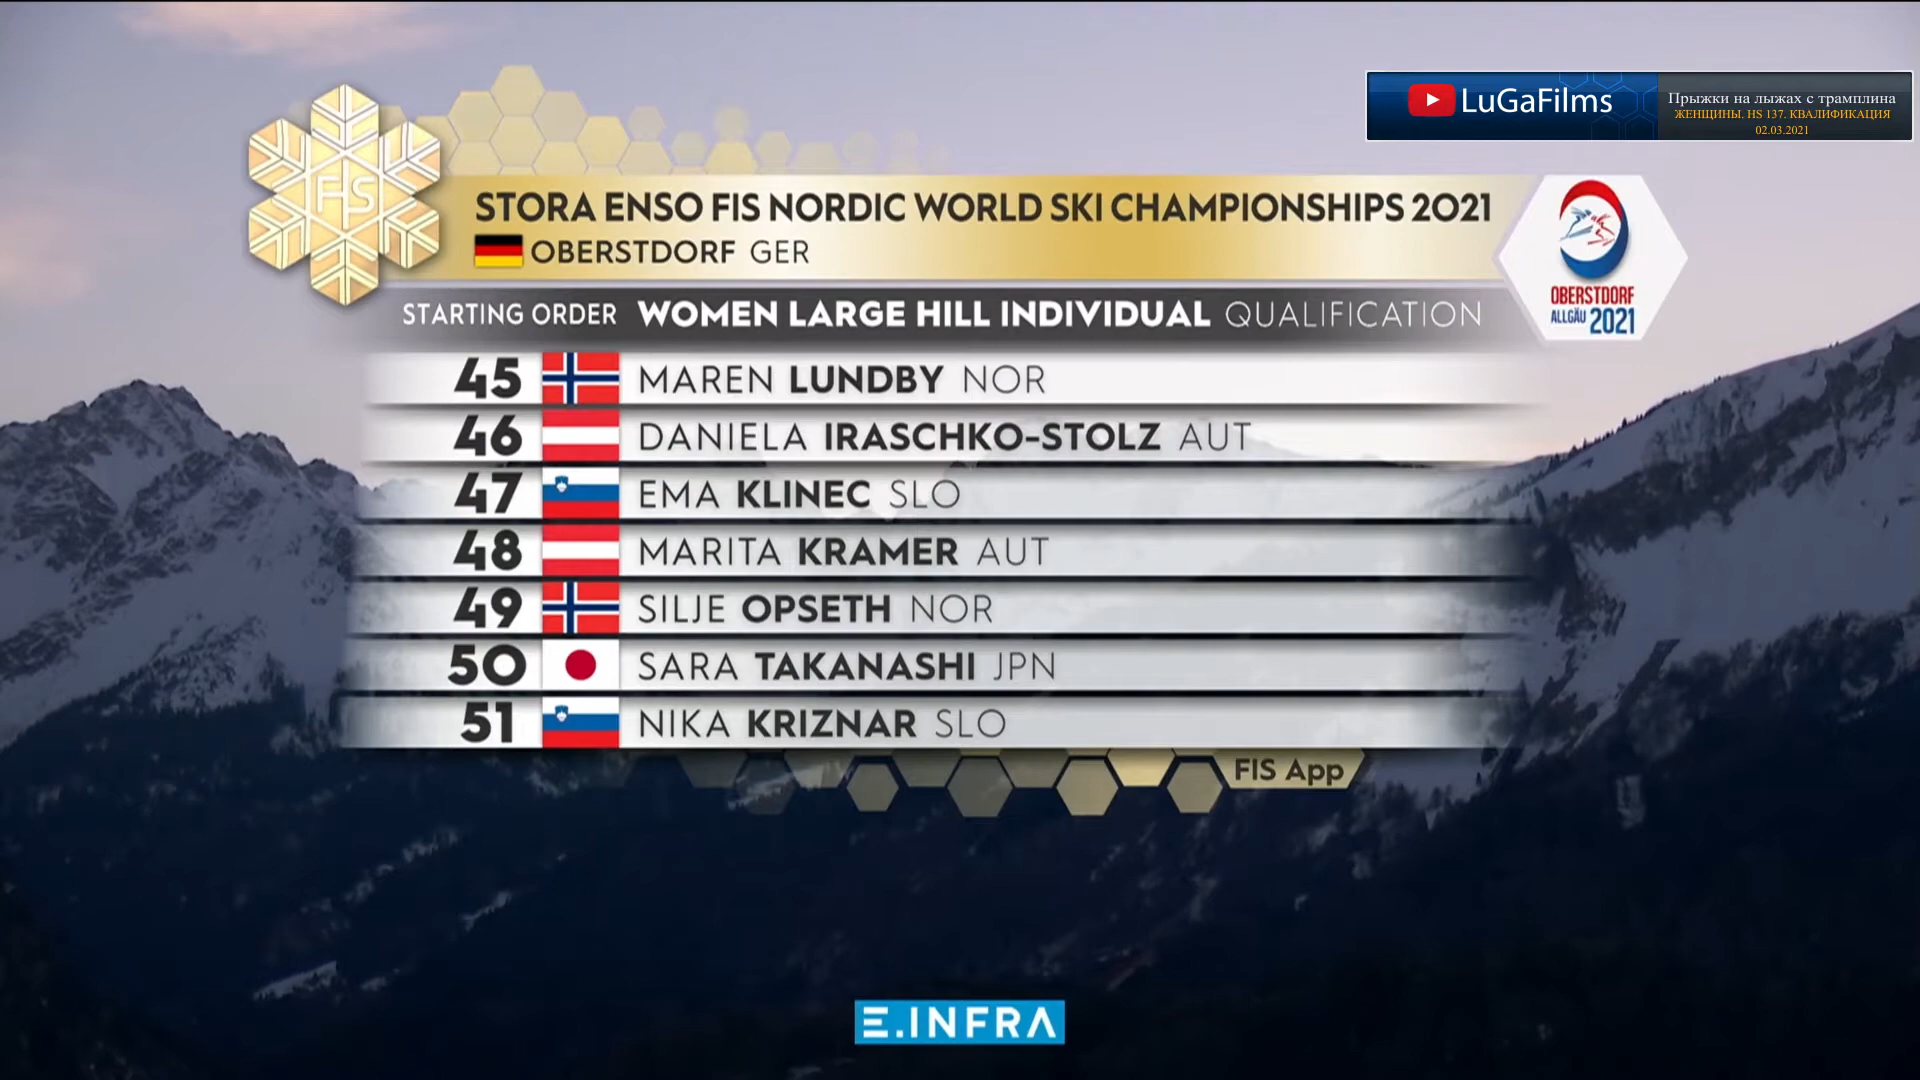 LuGaFilms
Прыжки на лыжах с трамплина
ЖЕНЩИНЫ. HS 137. КВАЛИФИКАЦИЯ
02.03.2021
FIS
STORA ENSO FIS NORDIC WORLD SKI CHAMPIONSHIPS 2021
OBERSTDORF GER
OBERSTDORF
ALLGÄU 2021
STARTING ORDER WOMEN LARGE HILL INDIVIDUAL QUALIFICATION
45 MAREN LUNDBY NOR
46 DANIELA IRASCHKO-STOLZ AUT
47 EMA KLINEC SLO
48 MARITA KRAMER AUT
49 SILJE OPSETH NOR
50 SARA TAKANASHI JPN
51 NIKA KRIZNAR SLO
FIS App
E.INFRA